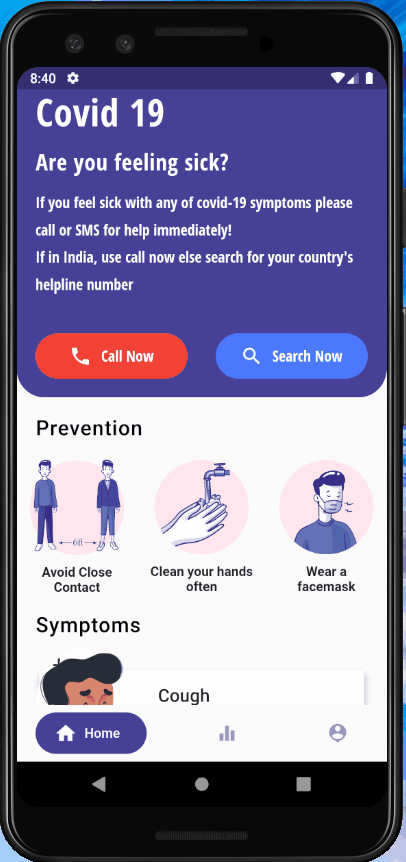 8:40
Covid 19
Are you feeling sick?
If you feel sick with any of covid-19 symptoms please
call or SMS for help immediately!
If in India, use call now else search for your country's
helpline number
Call Now
Search Now
Prevention
6ft
Avoid Close
Contact
Clean your hands
often
Wear a
facemask
Symptoms
Cough
Home